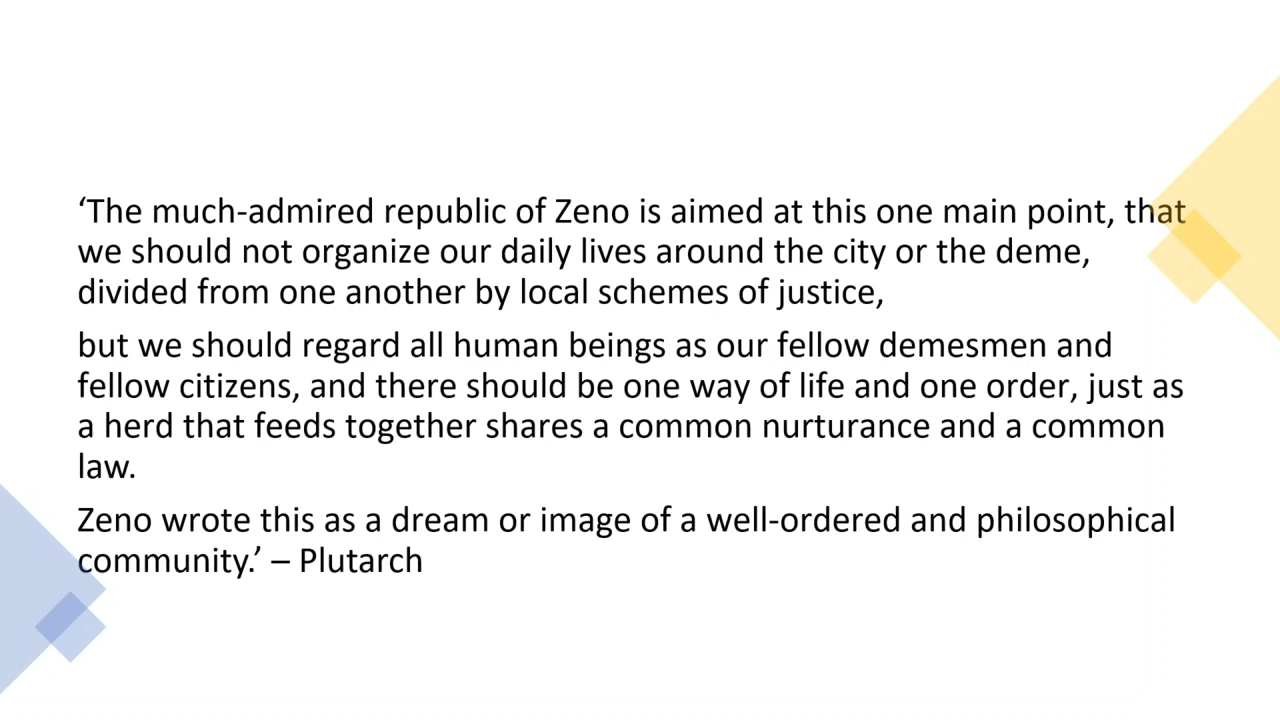 ‘The much-admired republic of Zeno is aimed at this one main point, that
we should not organize our daily lives around the city or the deme,
divided from one another by local schemes of justice,
but we should regard all human beings as our fellow demesmen and
fellow citizens, and there should be one way of life and one order, just as
a herd that feeds together shares a common nurturance and a common
law.
Zeno wrote this as a dream or image of a well-ordered and philosophical
community.’ – Plutarch